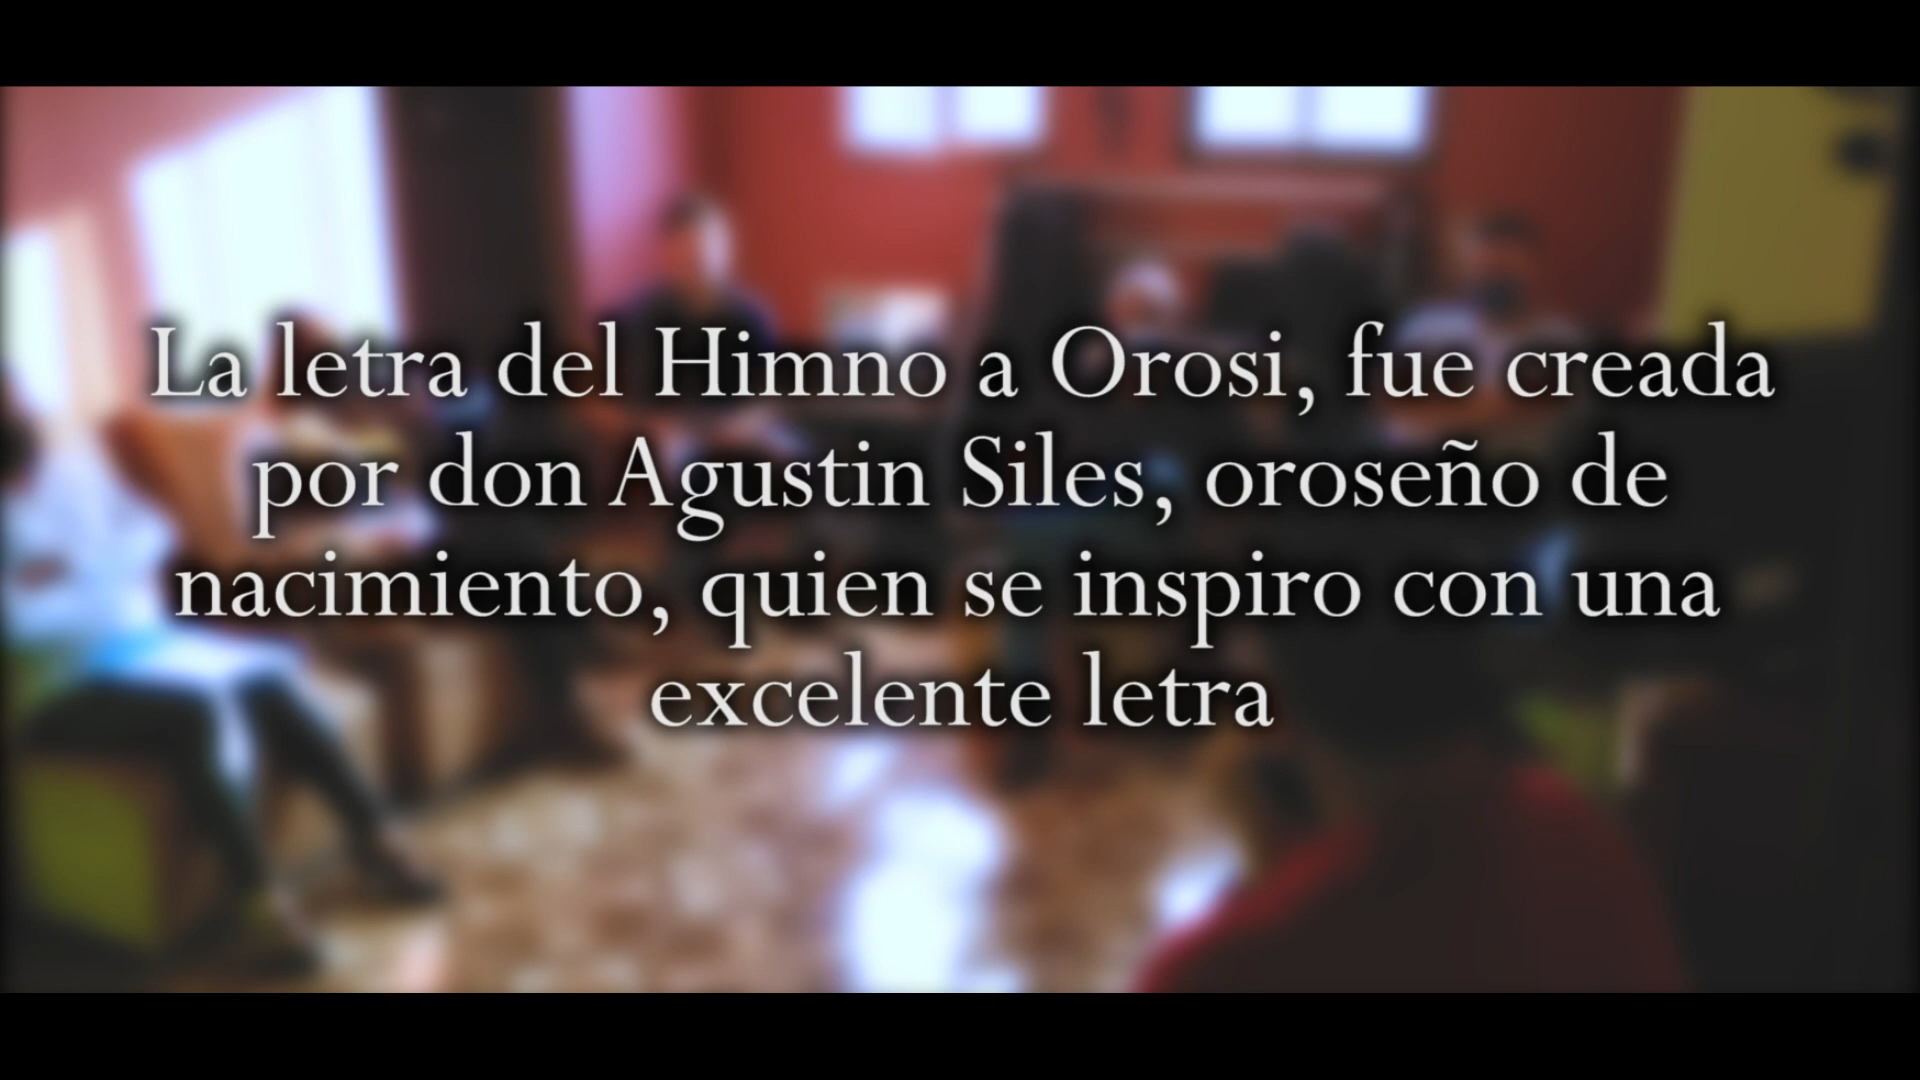 La letra del Himno a Orosi, fue creada
por don Agustin Siles, oroseño de
nacimiento, quien se inspiro con una
excelente letra